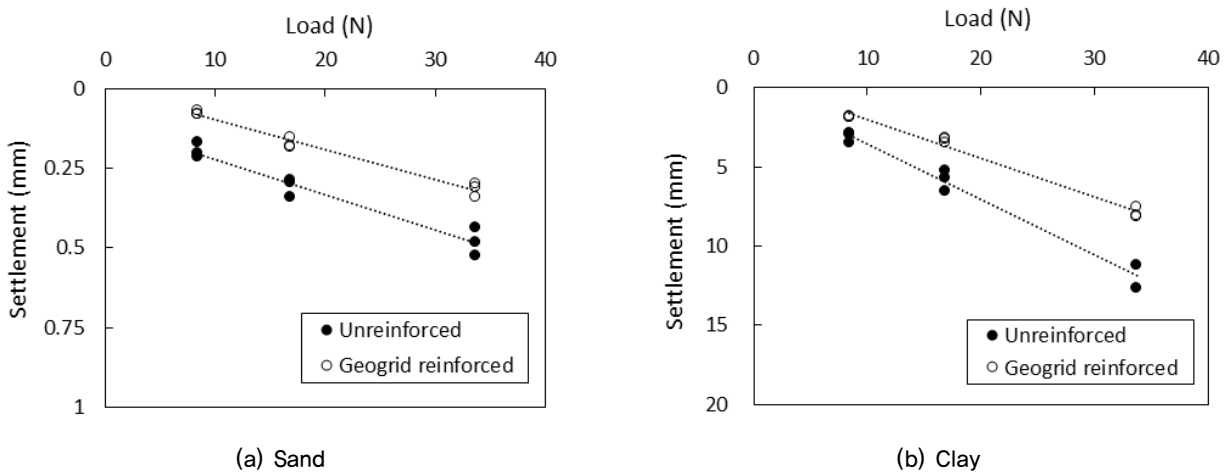 Load (N)
0 10 20 30 40
0
0.25
0.5
0.75
1
Settlement (mm)
Unreinforced
Geogrid reinforced
(a) Sand
Load (N)
0 10 20 30 40
0
5
10
15
20
Settlement (mm)
Unreinforced
Geogrid reinforced
(b) Clay